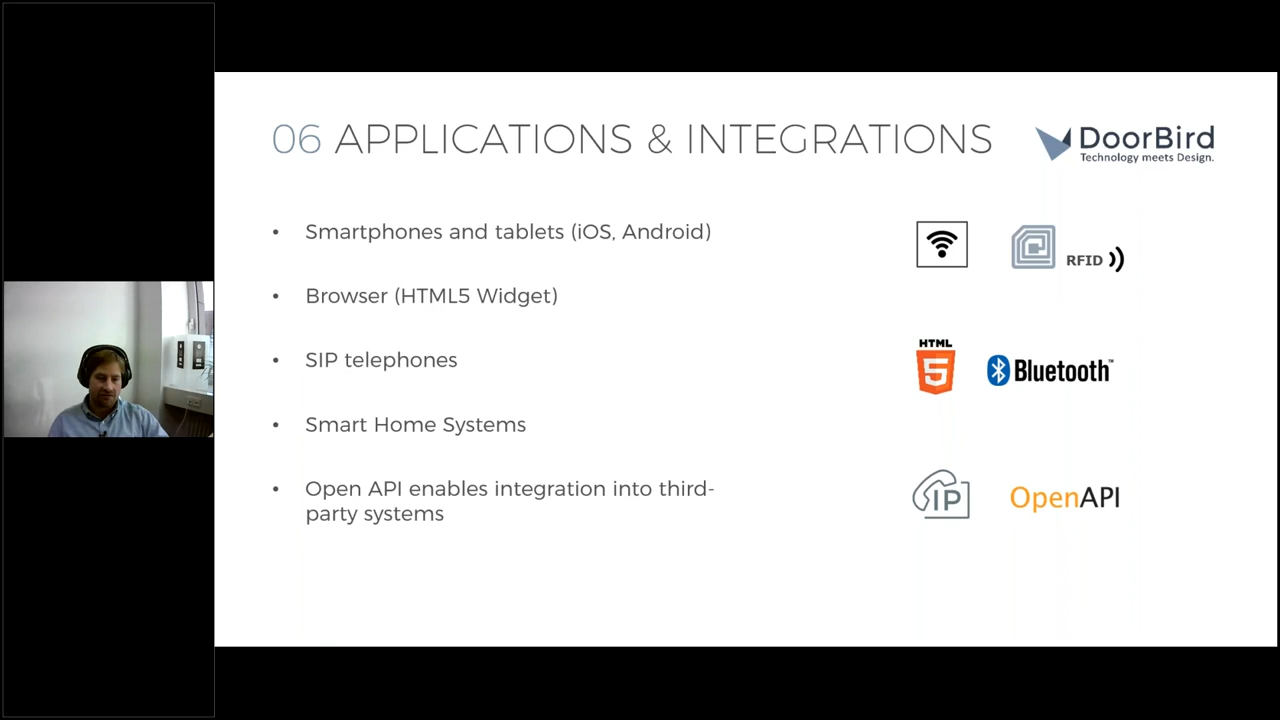 06 APPLICATIONS & INTEGRATIONS
DoorBird
Technology meets Design.
• Smartphones and tablets (iOS, Android)
• Browser (HTML5 Widget)
• SIP telephones
• Smart Home Systems
• Open API enables integration into third-
party systems
RFID
HTML
5
Bluetooth™
IP
OpenAPI